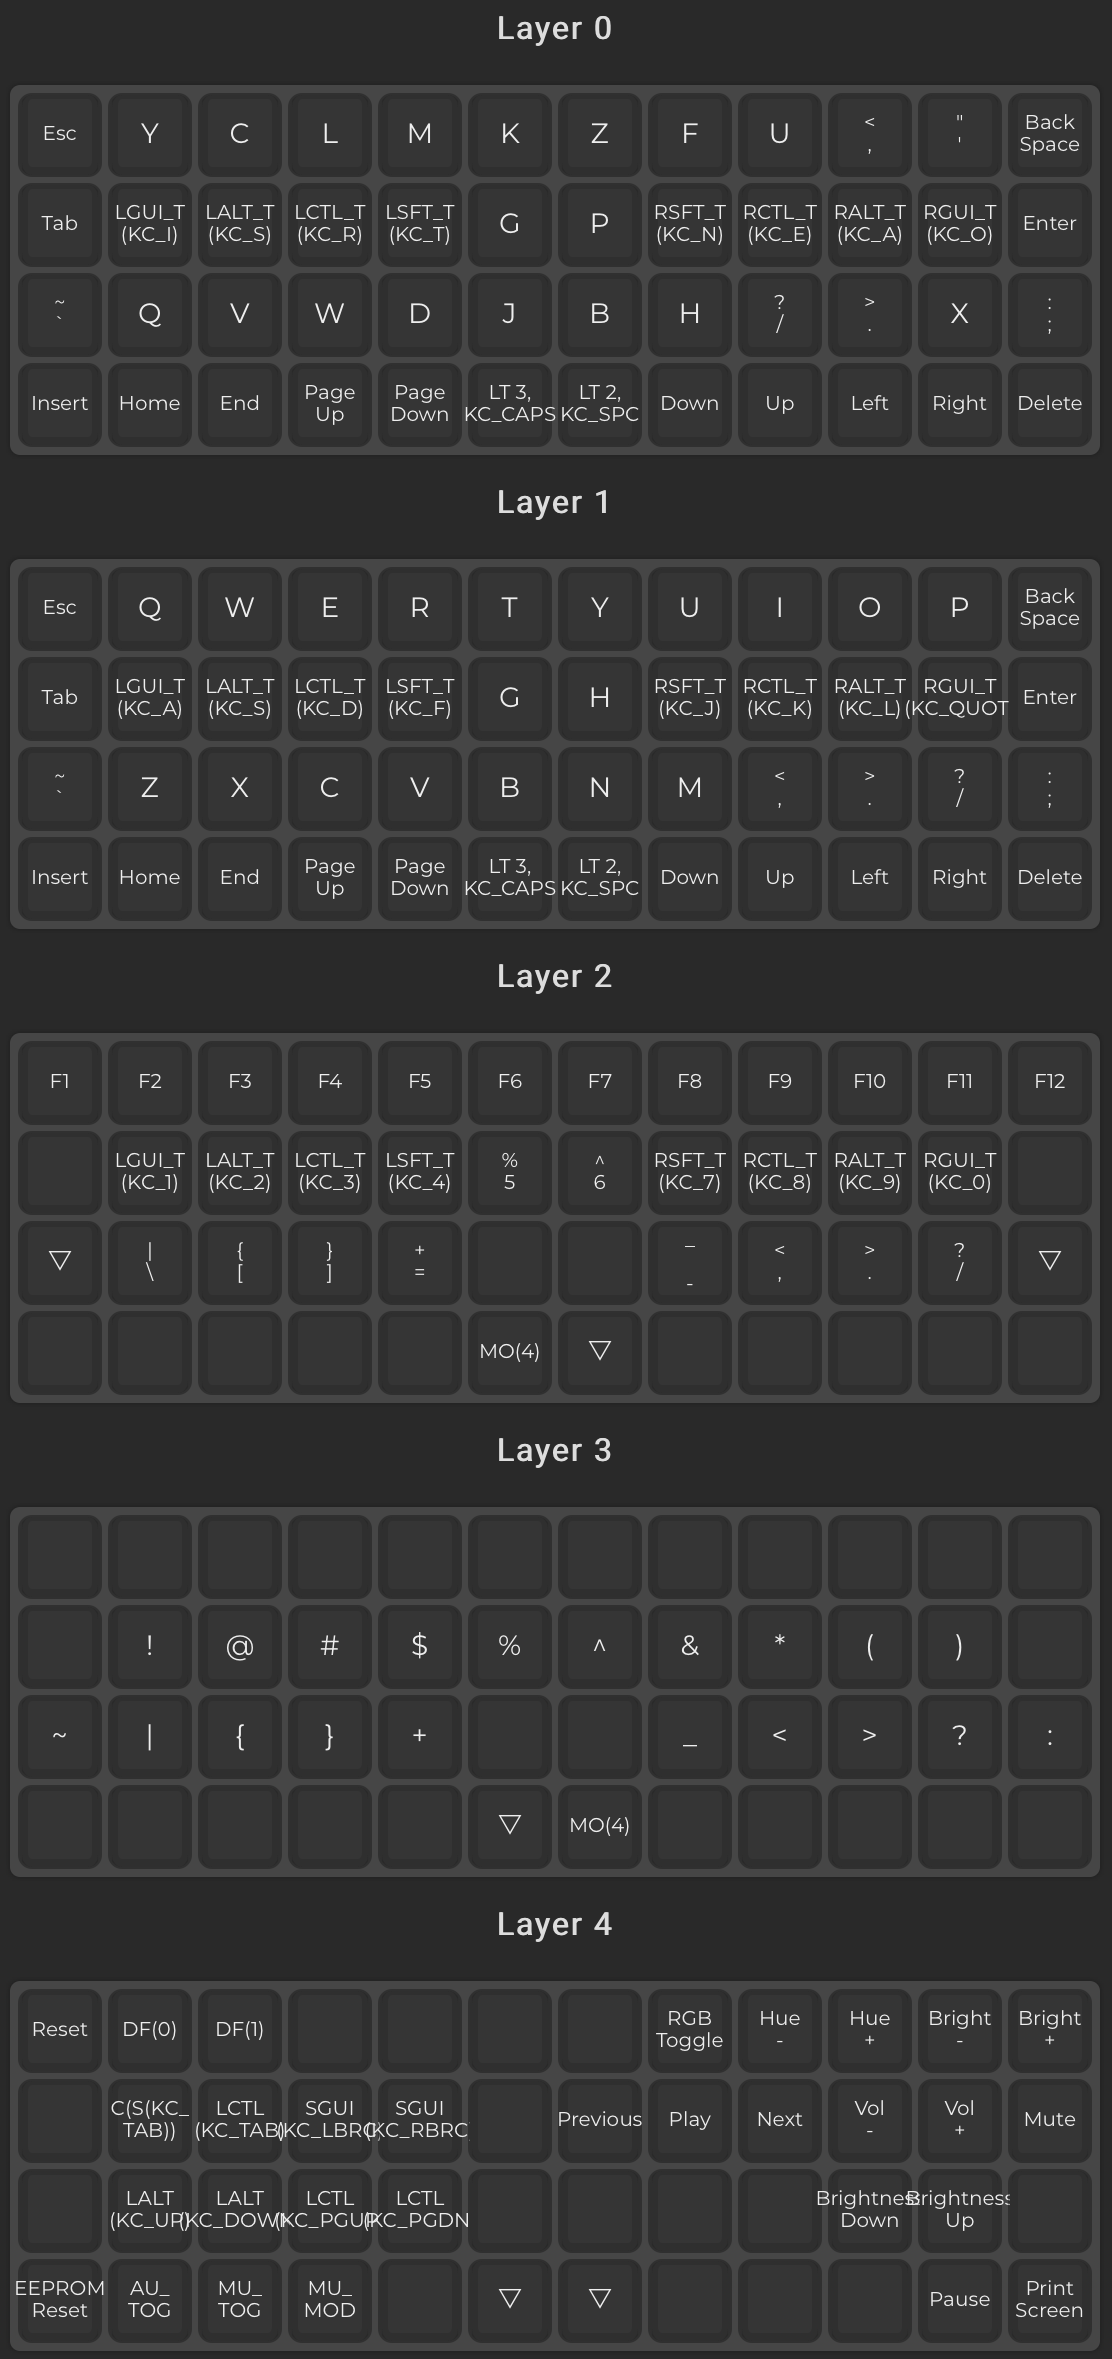 Layer 0
Esc Y C L M K Z F U < " Back
, ' Space
Tab LGUI_T LALT_T LCTL_T LSFT_T G P RSFT_T RCTL_T RALT_T RGUI_T Enter
(KC_I) (KC_S) (KC_R) (KC_T) (KC_N) (KC_E) (KC_A) (KC_O)
~ Q V W D J B H ? > X :
` / . ;
Insert Home End Page Page LT 3, LT 2, Down Up Left Right Delete
Up Down KC_CAPS KC_SPC
Layer 1
Esc Q W E R T Y U I O P Back
Space
Tab LGUI_T LALT_T LCTL_T LSFT_T G H RSFT_T RCTL_T RALT_T RGUI_T Enter
(KC_A) (KC_S) (KC_D) (KC_F) (KC_J) (KC_K) (KC_L) (KC_QUOT
~ Z X C V B N M < > ? :
` , . / ;
Insert Home End Page Page LT 3, LT 2, Down Up Left Right Delete
Up Down KC_CAPS KC_SPC
Layer 2
F1 F2 F3 F4 F5 F6 F7 F8 F9 F10 F11 F12
LGUI_T LALT_T LCTL_T LSFT_T % ^ RSFT_T RCTL_T RALT_T RGUI_T
(KC_1) (KC_2) (KC_3) (KC_4) 5 6 (KC_7) (KC_8) (KC_9) (KC_0)
▽ | { } + _ < > ? ▽
\ [ ] = - , . /
MO(4) ▽
Layer 3
! @ # $ % ^ & * ( )
~ | { } + _ < > ? :
▽ MO(4)
Layer 4
Reset DF(0) DF(1) RGB Hue Hue Bright Bright
Toggle - + - +
C(S(KC_ LCTL SGUI SGUI Previous Play Next Vol Vol Mute
TAB)) (KC_TAB) (KC_LBRC) (KC_RBRC) - +
LALT LALT LCTL LCTL Brightness Brightness
(KC_UP) (KC_DOWN) (KC_PGUP) (KC_PGDN Down Up
EEPROM AU_ MU_ MU_ ▽ ▽ Pause Print
Reset TOG TOG MOD Screen